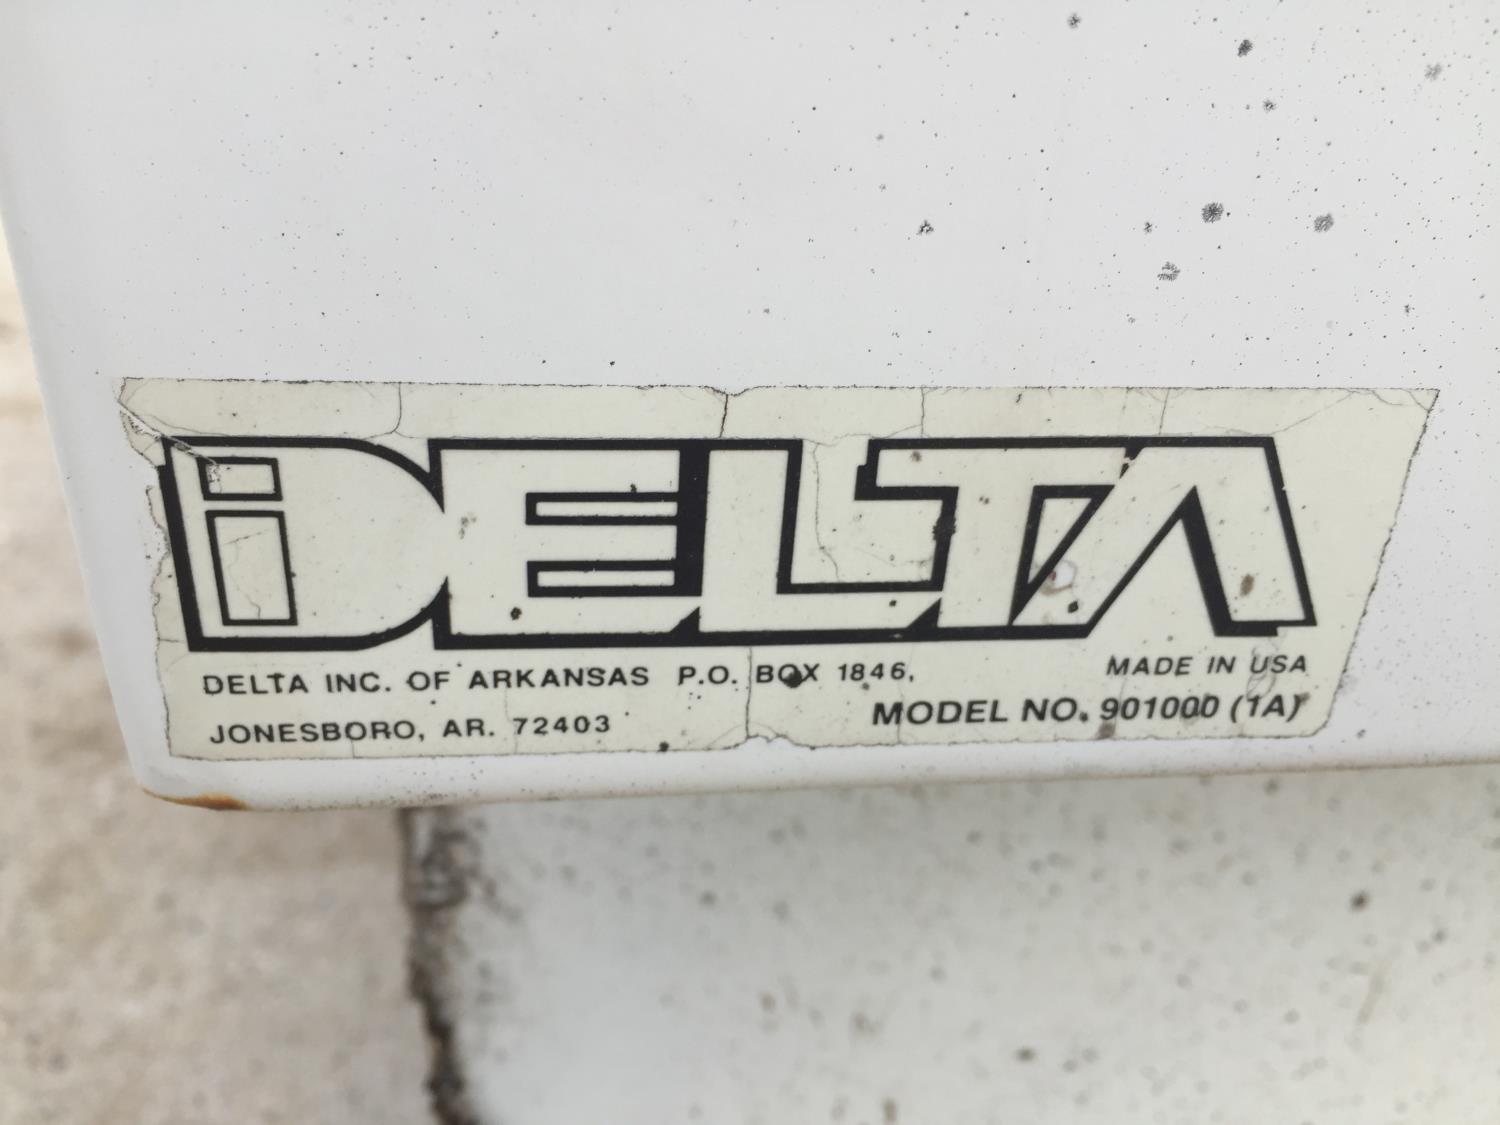 DELTA
DELTA INC. OF ARKANSAS P.O. BOX 1846,
JONESBORO, AR. 72403
MADE IN USA
MODEL NO. 901000 (1A)